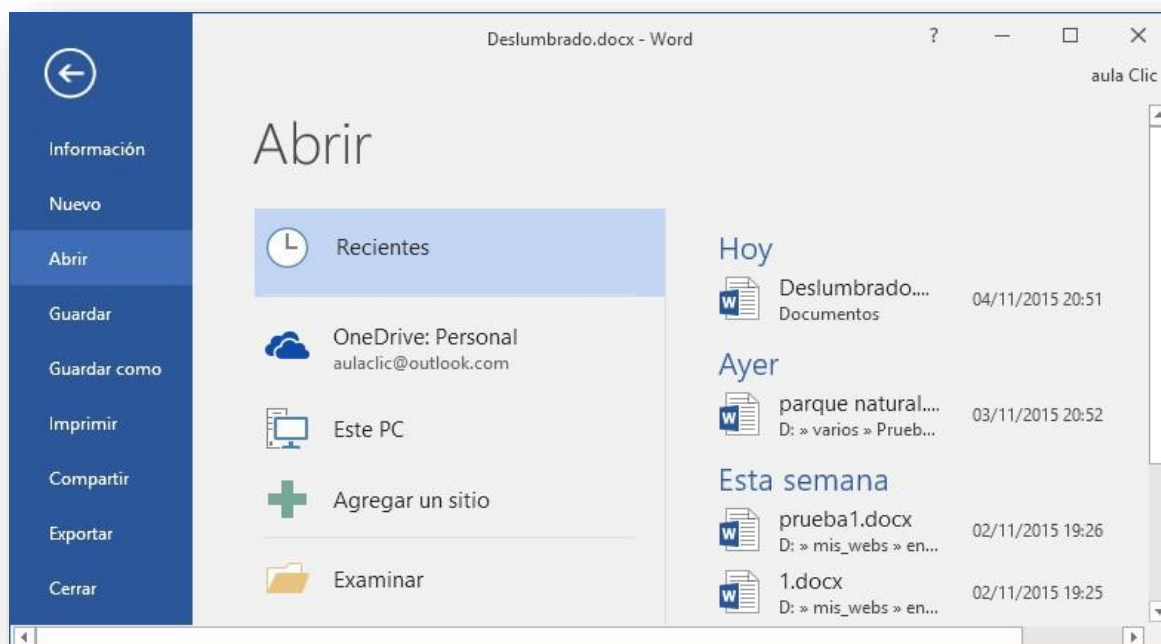 Deslumbrado.docx - Word
?
aula Clic
Información
Nuevo
Abrir
Guardar
Guardar como
Imprimir
Compartir
Exportar
Cerrar
Abrir
Recientes
OneDrive: Personal
aulaclic@outlook.com
Este PC
Agregar un sitio
Examinar
Hoy
Deslumbrado.... 04/11/2015 20:51
Documentos
Ayer
parque natural.... 03/11/2015 20:52
D: » varios » Prueb...
Esta semana
prueba1.docx 02/11/2015 19:26
D: » mis_webs » en...
1.docx 02/11/2015 19:25
D: » mis_webs » en...